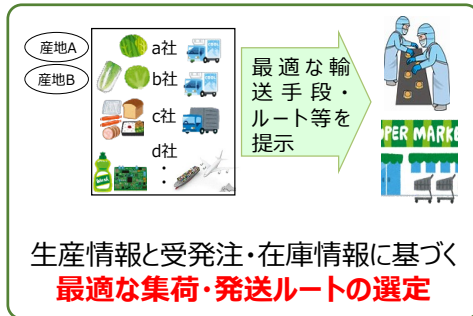 産地A
産地B
a社
b社
c社
d社
:
最適な輸
送手段・
ルート等を
提示
PER MARKE
生産情報と受発注・在庫情報に基づく
最適な集荷・発送ルートの選定